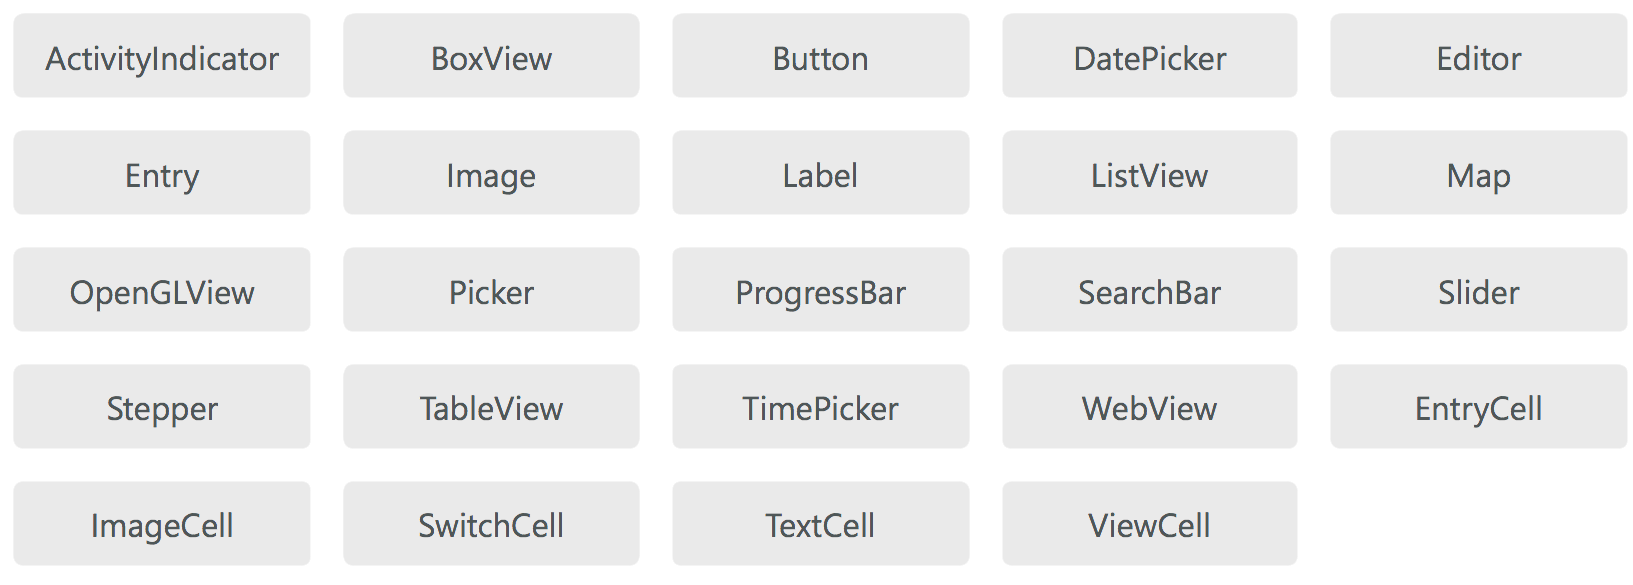 ActivityIndicator
BoxView
Button
DatePicker
Editor
Entry
Image
Label
ListView
Map
OpenGLView
Picker
ProgressBar
SearchBar
Slider
Stepper
TableView
TimePicker
WebView
EntryCell
ImageCell
SwitchCell
TextCell
ViewCell